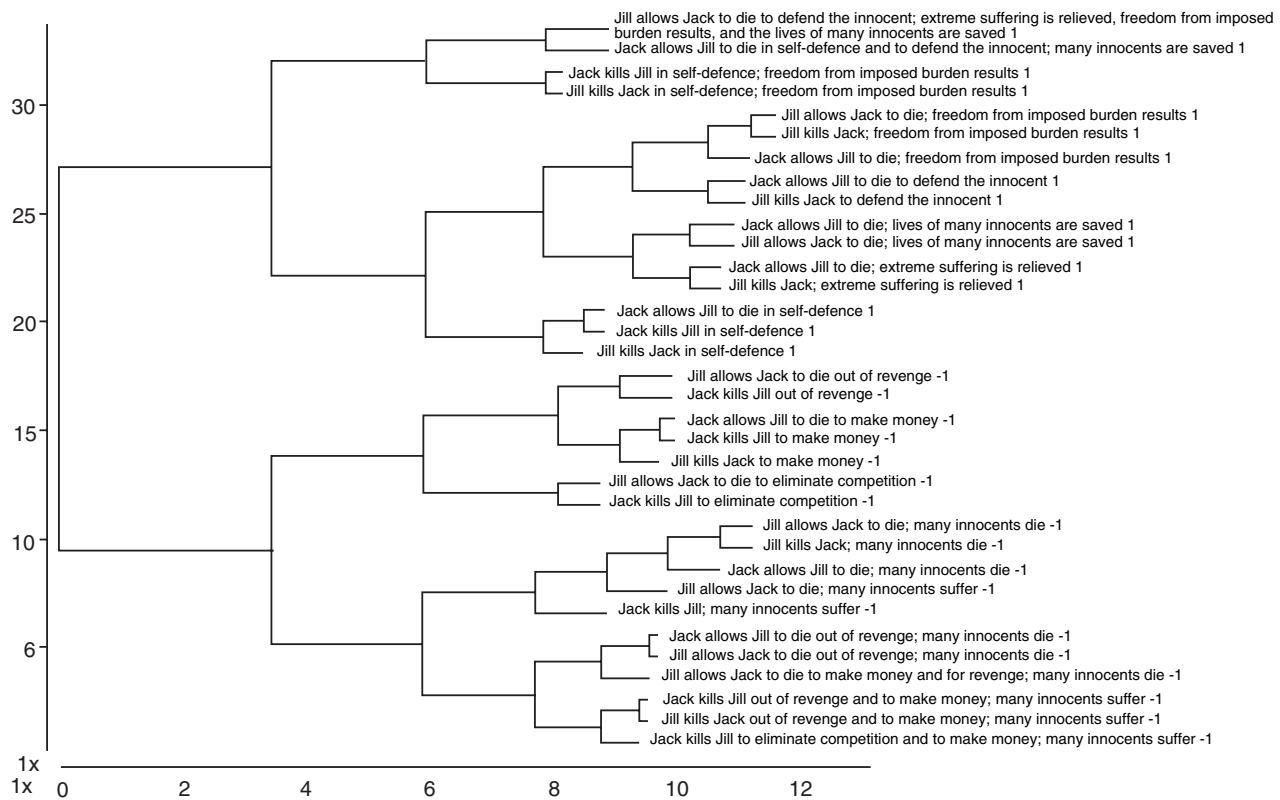 Jill allows Jack to die to defend the innocent; extreme suffering is relieved, freedom from imposed
burden results, and the lives of many innocents are saved 1
Jack allows Jill to die in self-defence and to defend the innocent; many innocents are saved 1
Jack kills Jill in self-defence; freedom from imposed burden results 1
Jill kills Jack in self-defence; freedom from imposed burden results 1
30
Jill allows Jack to die; freedom from imposed burden results 1
Jill kills Jack; freedom from imposed burden results 1
Jack allows Jill to die; freedom from imposed burden results 1
Jack allows Jill to die to defend the innocent 1
Jill kills Jack to defend the innocent 1
25
Jack allows Jill to die; lives of many innocents are saved 1
Jill allows Jack to die; lives of many innocents are saved 1
Jack allows Jill to die; extreme suffering is relieved 1
Jill kills Jack; extreme suffering is relieved 1
Jack allows Jill to die in self-defence 1
20
Jack kills Jill in self-defence 1
Jill kills Jack in self-defence 1
Jill allows Jack to die out of revenge -1
Jack kills Jill out of revenge -1
Jack allows Jill to die to make money -1
15
Jack kills Jill to make money -1
Jill kills Jack to make money -1
Jill allows Jack to die to eliminate competition -1
Jack kills Jill to eliminate competition -1
Jill allows Jack to die; many innocents die -1
10
Jill kills Jack; many innocents die -1
Jack allows Jill to die; many innocents die -1
Jill allows Jack to die; many innocents suffer -1
Jack kills Jill; many innocents suffer -1
Jack allows Jill to die out of revenge; many innocents die -1
6
Jill allows Jack to die out of revenge; many innocents die -1
Jill allows Jack to die to make money and for revenge; many innocents die -1
Jack kills Jill out of revenge and to make money; many innocents suffer -1
Jill kills Jack out of revenge and to make money; many innocents suffer -1
Jack kills Jill to eliminate competition and to make money; many innocents suffer -1
1x
1x 0 2 4 6 8 10 12